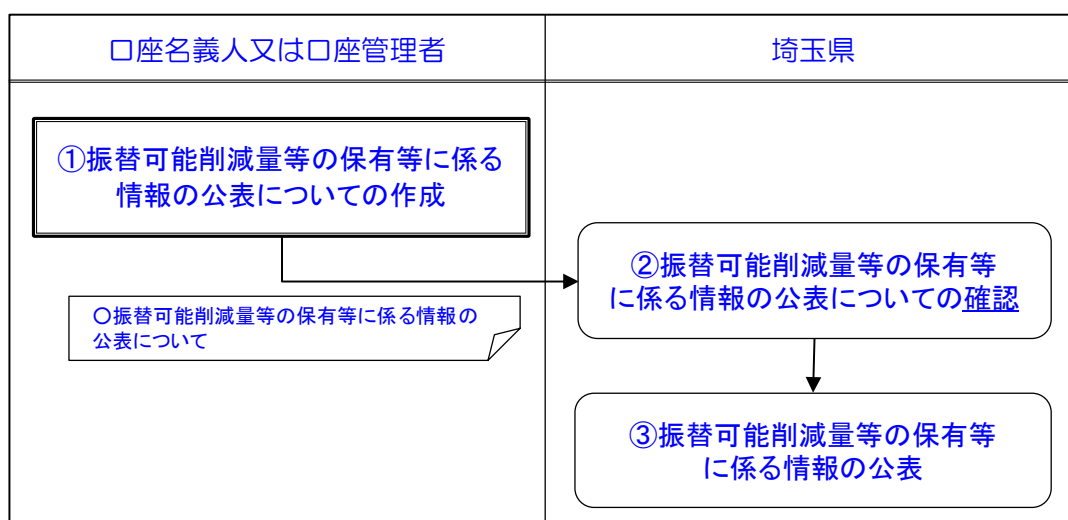 口座名義人又は口座管理者
埼玉県
①振替可能削減量等の保有等に係る
情報の公表についての作成
②振替可能削減量等の保有等
に係る情報の公表についての確認
○振替可能削減量等の保有等に係る情報の
公表について
③振替可能削減量等の保有等
に係る情報の公表